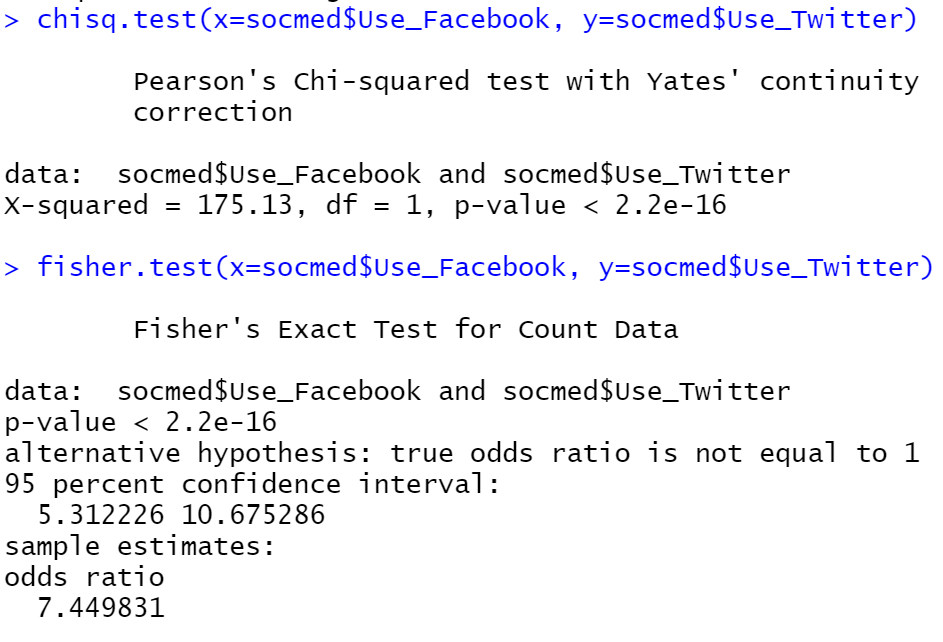 > chisq.test(x=socmed$Use_Facebook, y=socmed$Use_Twitter)
Pearson's Chi-squared test with Yates' continuity
correction
data:  socmed$Use_Facebook and socmed$Use_Twitter
X-squared = 175.13, df = 1, p-value < 2.2e-16
> fisher.test(x=socmed$Use_Facebook, y=socmed$Use_Twitter)
Fisher's Exact Test for Count Data
data:  socmed$Use_Facebook and socmed$Use_Twitter
p-value < 2.2e-16
alternative hypothesis: true odds ratio is not equal to 1
95 percent confidence interval:
5.312226 10.675286
sample estimates:
odds ratio
7.449831